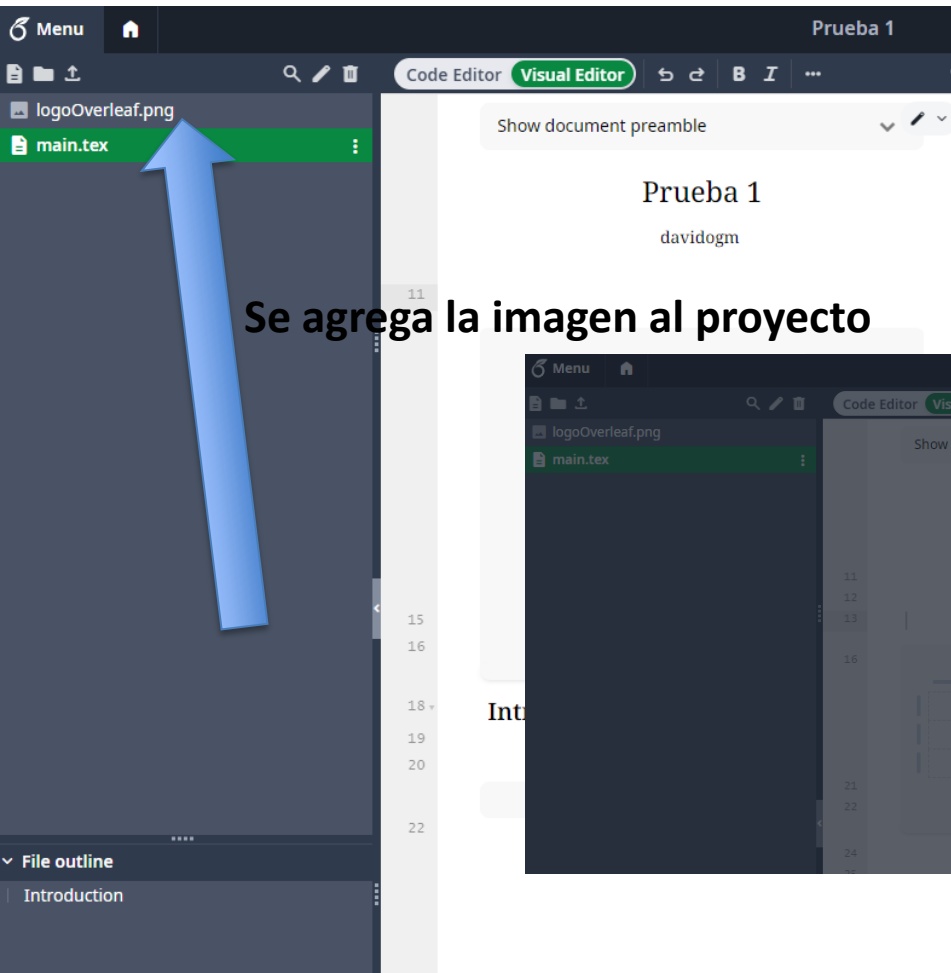 Menu
Prueba 1
Code Editor Visual Editor B I ...
logoOverleaf.png
main.tex
Show document preamble
Prueba 1
davidogm
11
Se agrega la imagen al proyecto
Menu
Code Editor Vis
logoOverleaf.png
main.tex
Show
11
12
13
16
21
22
24
15
16
18
Int
19
20
22
File outline
Introduction